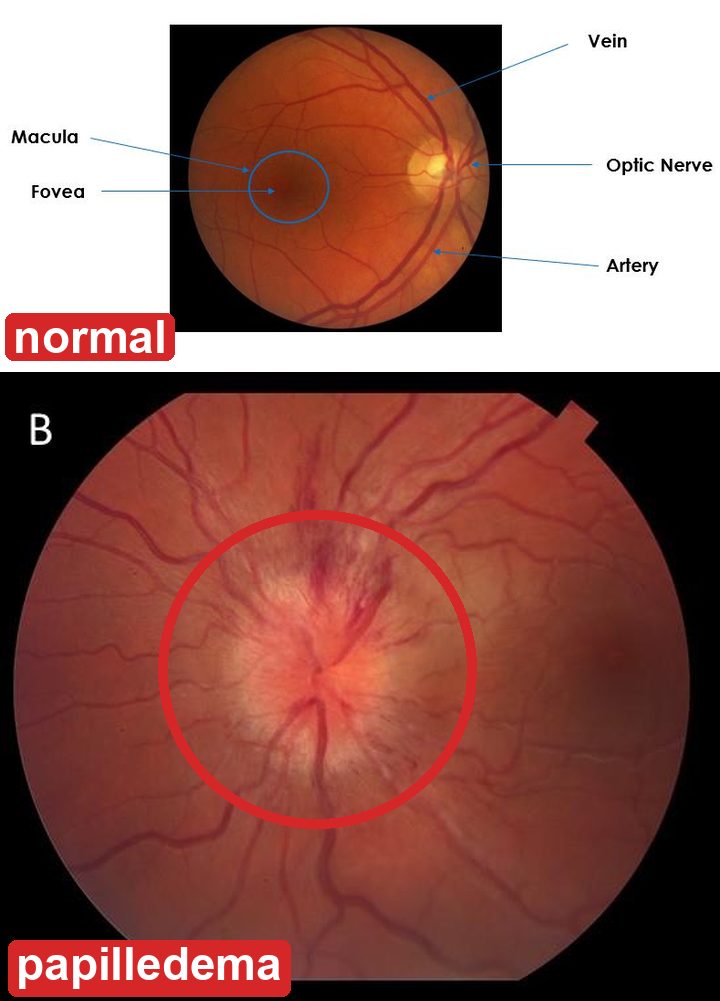 Vein
Macula
Optic Nerve
Fovea
Artery
normal
B
papilledema